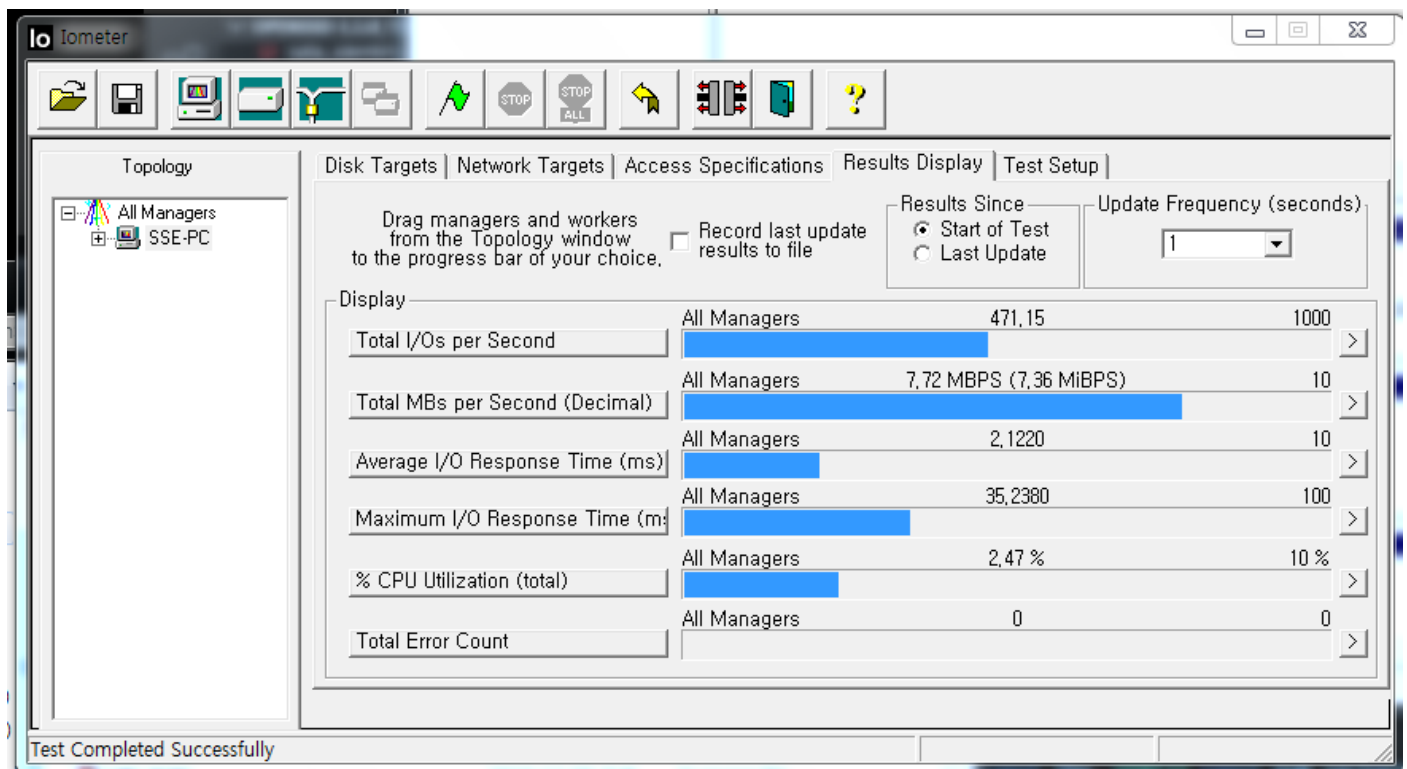 Io Iometer
STOP
STOP
ALL
?
Topology
All Managers
SSE-PC
Disk Targets
Network Targets
Access Specifications
Results Display
Test Setup
Drag managers and workers
from the Topology window
to the progress bar of your choice.
Record last update
results to file
Results Since
Start of Test
Last Update
Update Frequency (seconds)
1
Display
Total I/Os per Second
All Managers 471.15 1000
>
Total MBs per Second (Decimal)
All Managers 7.72 MBPS (7.36 MiBPS) 10
>
Average I/O Response Time (ms)
All Managers 2.1220 10
>
Maximum I/O Response Time (m
All Managers 35.2380 100
>
% CPU Utilization (total)
All Managers 2.47 % 10 %
>
Total Error Count
All Managers 0 0
>
Test Completed Successfully